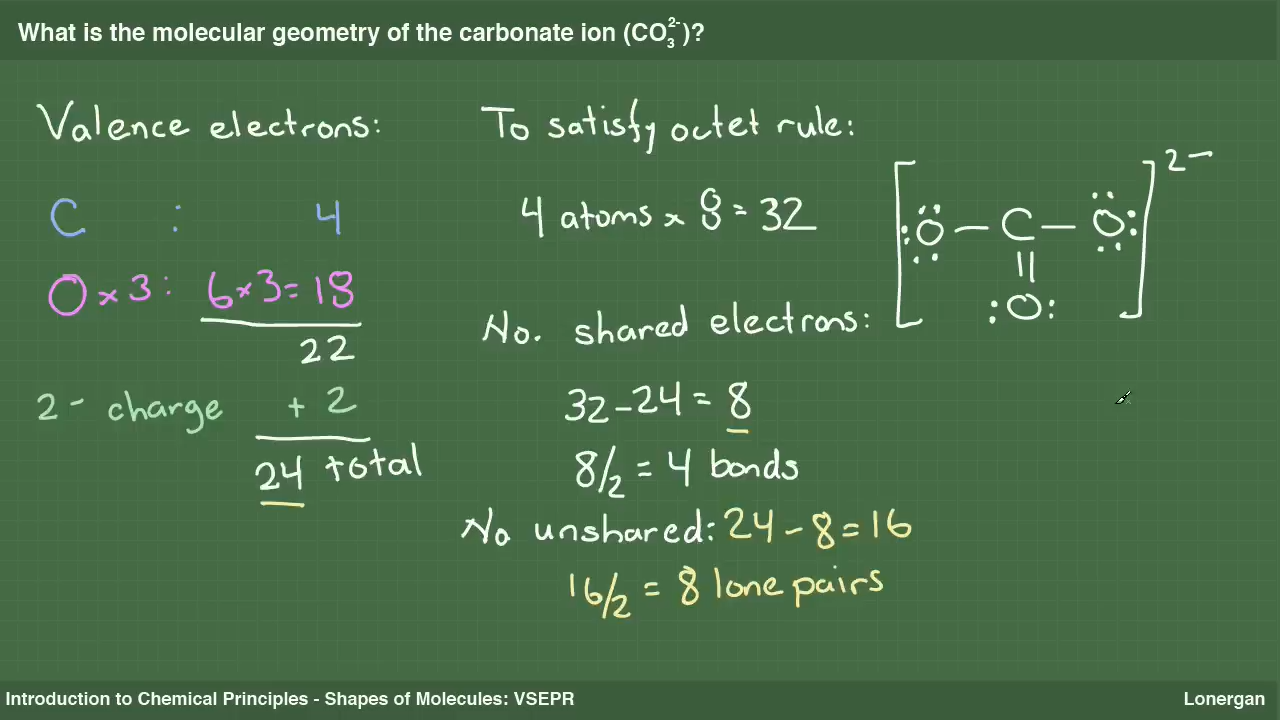 What is the molecular geometry of the carbonate ion (CO₃²⁻)?
Valence electrons:
C : 4
O × 3 : 6 × 3 = 18
22
2- charge + 2
24 total
To satisfy octet rule:
4 atoms × 8 = 32
No. shared electrons:
32 - 24 = 8
8/2 = 4 bonds
No unshared: 24 - 8 = 16
16/2 = 8 lone pairs
2-
O — C — O
||
:O:
Introduction to Chemical Principles - Shapes of Molecules: VSEPR
Lonergan